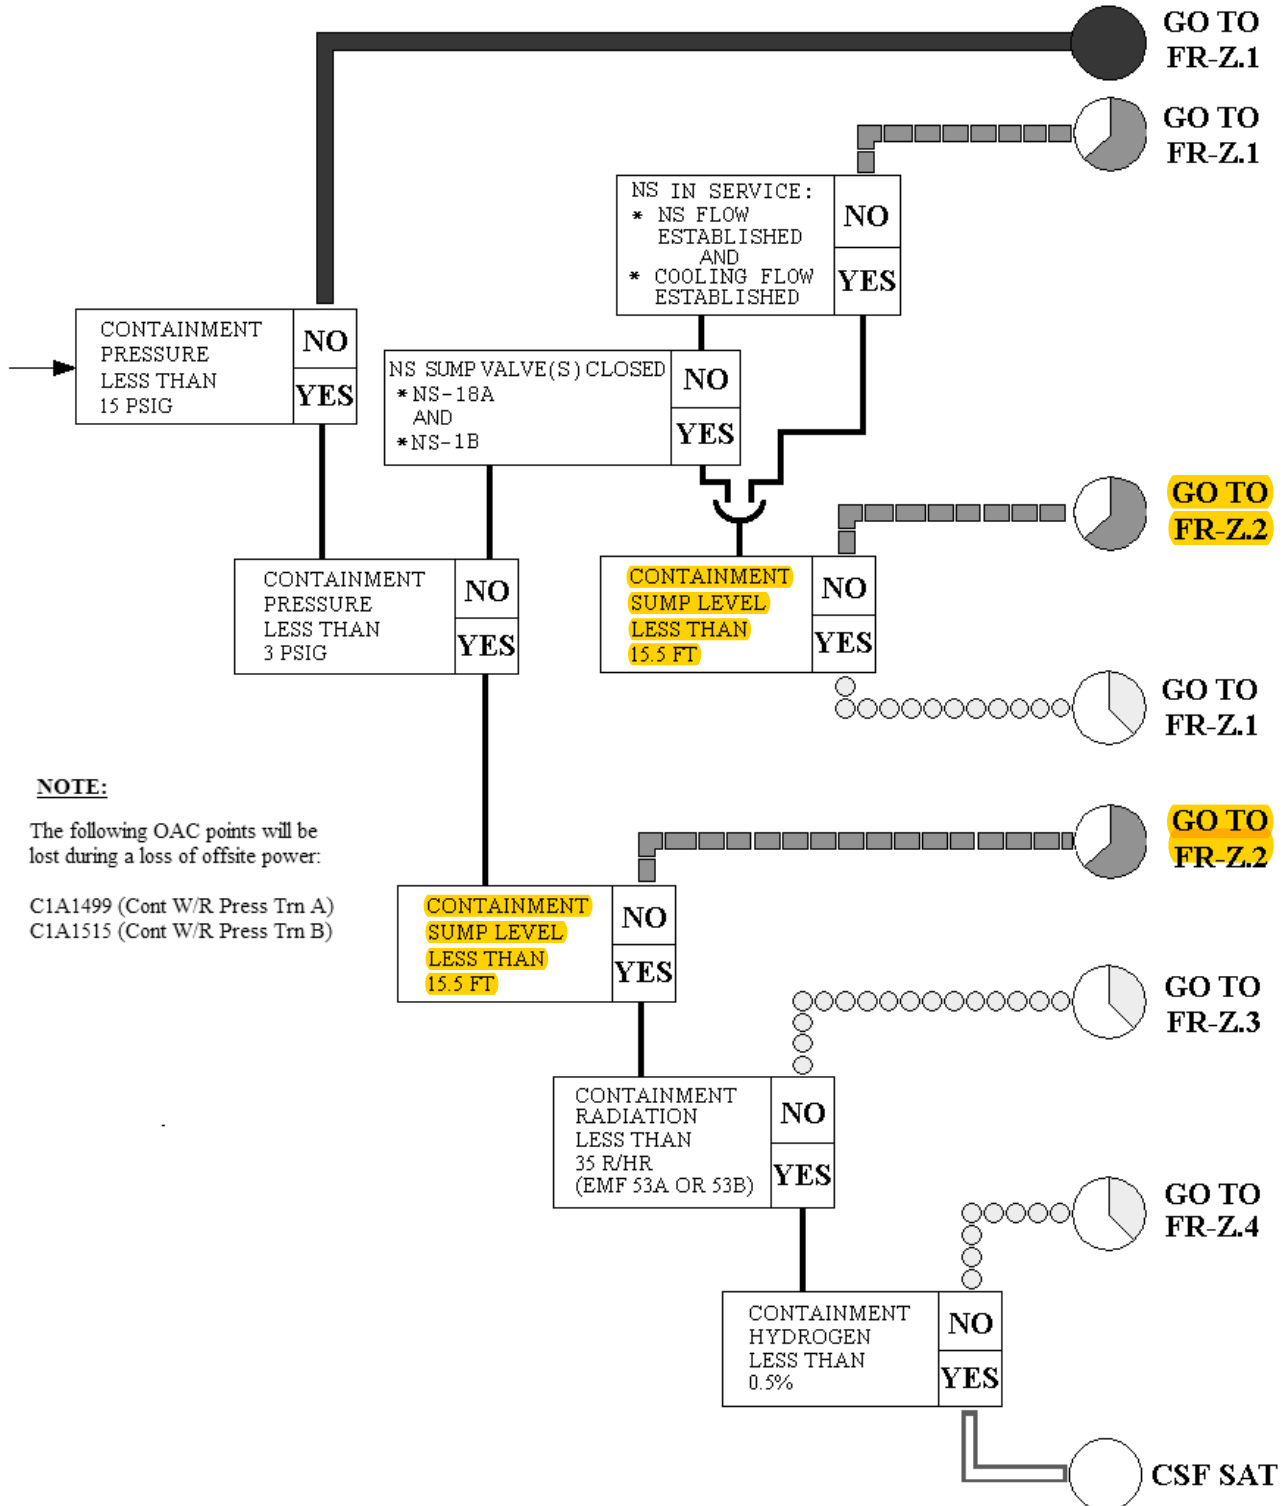 GO TO
FR-Z.1
GO TO
FR-Z.1
NS IN SERVICE:
* NS FLOW
ESTABLISHED
AND
* COOLING FLOW
ESTABLISHED
NO
YES
CONTAINMENT
PRESSURE
LESS THAN
15 PSIG
NO
YES
NS SUMP VALVE(S) CLOSED
* NS-18A
AND
* NS-1B
NO
YES
GO TO
FR-Z.2
CONTAINMENT
PRESSURE
LESS THAN
3 PSIG
NO
YES
CONTAINMENT
SUMP LEVEL
LESS THAN
15.5 FT
NO
YES
GO TO
FR-Z.1
NOTE:
The following OAC points will be
lost during a loss of offsite power:
C1A1499 (Cont W/R Press Trn A)
C1A1515 (Cont W/R Press Trn B)
GO TO
FR-Z.2
CONTAINMENT
SUMP LEVEL
LESS THAN
15.5 FT
NO
YES
GO TO
FR-Z.3
CONTAINMENT
RADIATION
LESS THAN
35 R/HR
(EMF 53A OR 53B)
NO
YES
GO TO
FR-Z.4
CONTAINMENT
HYDROGEN
LESS THAN
0.5%
NO
YES
CSF SAT